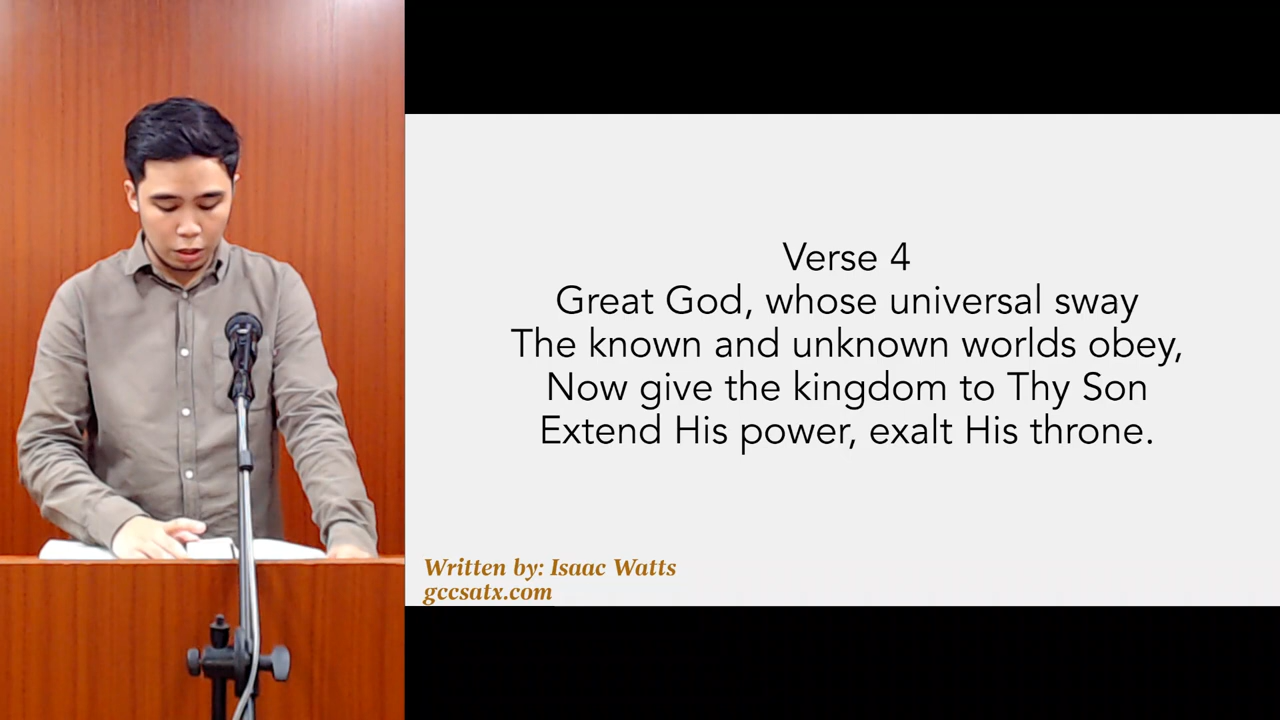 Verse 4
Great God, whose universal sway
The known and unknown worlds obey,
Now give the kingdom to Thy Son
Extend His power, exalt His throne.
Written by: Isaac Watts
gccsatx.com